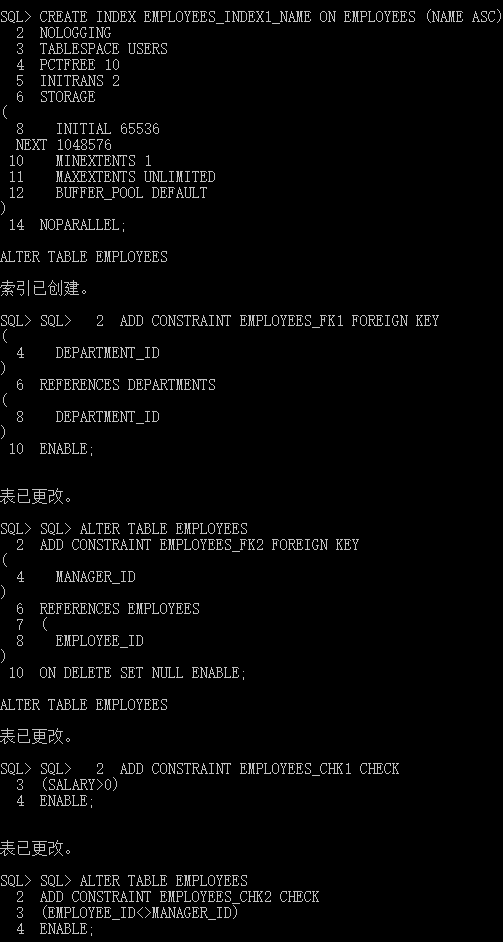 SQL> CREATE INDEX EMPLOYEES_INDEX1_NAME ON EMPLOYEES (NAME ASC)
  2  NOLOGGING
  3  TABLESPACE USERS
  4  PCTFREE 10
  5  INITRANS 2
  6  STORAGE
(
  8    INITIAL 65536
  NEXT 1048576
 10    MINEXTENTS 1
 11    MAXEXTENTS UNLIMITED
 12    BUFFER_POOL DEFAULT
)
 14  NOPARALLEL;
ALTER TABLE EMPLOYEES
索引已创建。
SQL> SQL>   2  ADD CONSTRAINT EMPLOYEES_FK1 FOREIGN KEY
(
  4    DEPARTMENT_ID
)
  6  REFERENCES DEPARTMENTS
(
  8    DEPARTMENT_ID
)
 10  ENABLE;
表已更改。
SQL> SQL> ALTER TABLE EMPLOYEES
  2  ADD CONSTRAINT EMPLOYEES_FK2 FOREIGN KEY
(
  4    MANAGER_ID
)
  6  REFERENCES EMPLOYEES
  7  (
  8    EMPLOYEE_ID
)
 10  ON DELETE SET NULL ENABLE;
ALTER TABLE EMPLOYEES
表已更改。
SQL> SQL>   2  ADD CONSTRAINT EMPLOYEES_CHK1 CHECK
  3  (SALARY>0)
  4  ENABLE;
表已更改。
SQL> SQL> ALTER TABLE EMPLOYEES
  2  ADD CONSTRAINT EMPLOYEES_CHK2 CHECK
  3  (EMPLOYEE_ID<>MANAGER_ID)
  4  ENABLE;